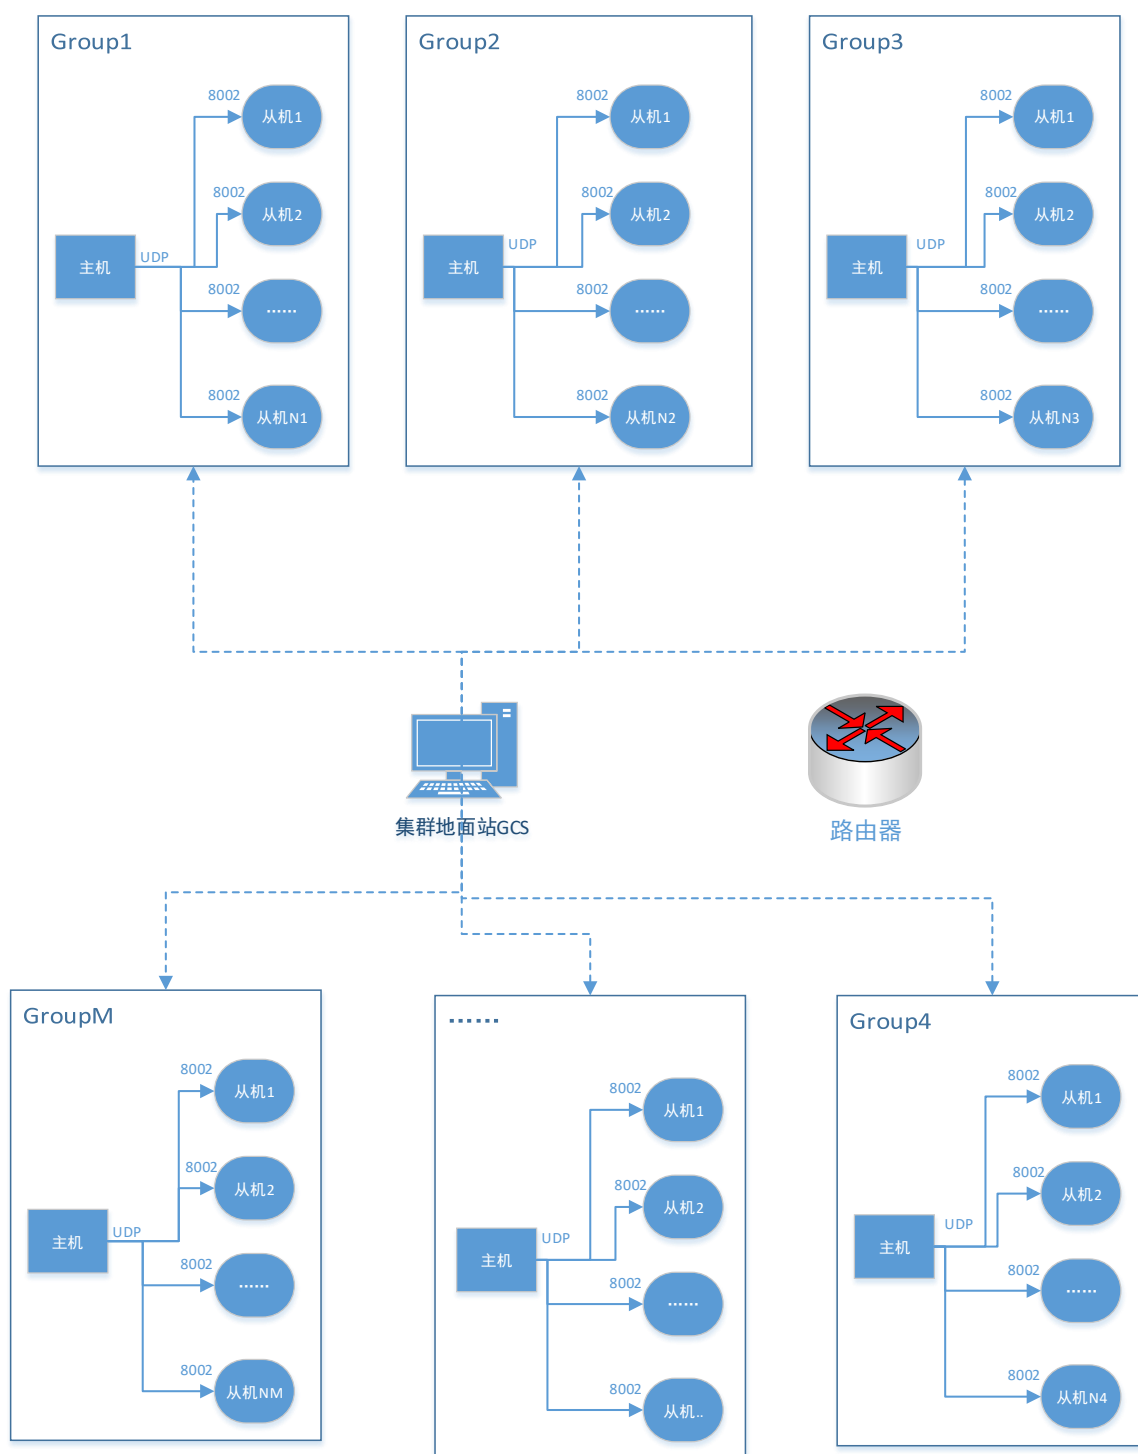 Group1
8002
从机1
8002
从机2
主机
UDP
8002
······
8002
从机N1
Group2
8002
从机1
8002
从机2
主机
UDP
8002
······
8002
从机N2
Group3
8002
从机1
8002
从机2
主机
UDP
8002
······
8002
从机N3
集群地面站GCS
路由器
GroupM
8002
从机1
8002
从机2
主机
UDP
8002
······
8002
从机NM
······
8002
从机1
8002
从机2
主机
UDP
8002
······
8002
从机..
Group4
8002
从机1
8002
从机2
主机
UDP
8002
······
8002
从机N4